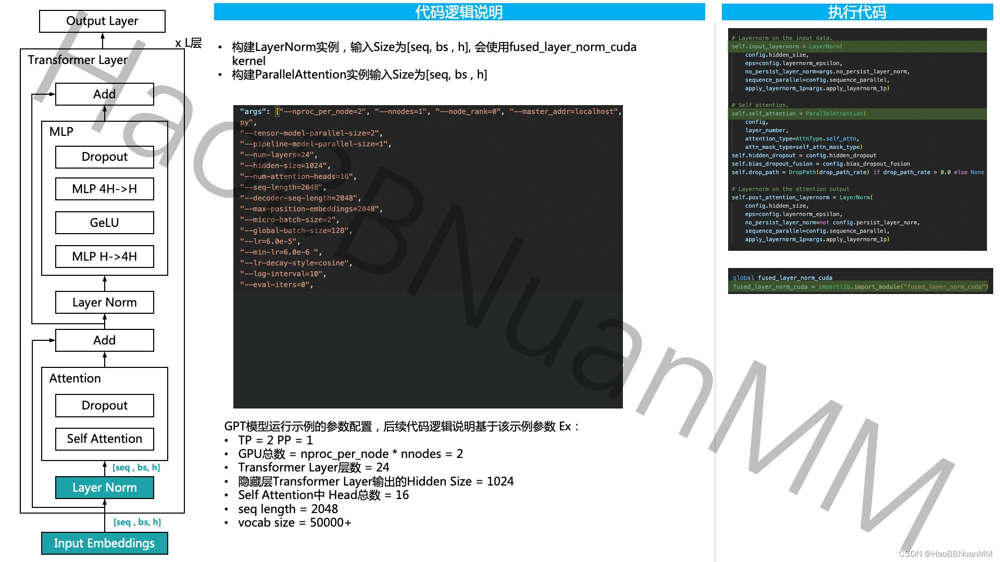 Output Layer
x L层
Transformer Layer
Add
MLP
Dropout
MLP 4H->H
GeLU
MLP H->4H
Layer Norm
Add
Attention
Dropout
Self Attention
[seq , bs, h]
Layer Norm
[seq , bs, h]
Input Embeddings
代码逻辑说明
• 构建LayerNorm实例，输入Size为[seq, bs , h], 会使用fused_layer_norm_cuda
kernel
• 构建ParallelAttention实例输入Size为[seq, bs , h]
"args": ["--nproc_per_node=2", "--nnodes=1", "--node_rank=0", "--master_addr=localhost",
py",
"--tensor-model-parallel-size=2",
"--pipeline-model-parallel-size=1",
"--num-layers=24",
"--hidden-size=1024",
"--num-attention-heads=16",
"--seq-length=2048",
"--decoder-seq-length=2048",
"--max-position-embeddings=2048",
"--micro-batch-size=2",
"--global-batch-size=128",
"--lr=6.0e-5",
"--min-lr=6.0e-6 ",
"--lr-decay-style=cosine",
"--log-interval=10",
"--eval-iters=0",
GPT模型运行示例的参数配置，后续代码逻辑说明基于该示例参数 Ex：
• TP = 2 PP = 1
• GPU总数 = nproc_per_node * nnodes = 2
• Transformer Layer层数 = 24
• 隐藏层Transformer Layer输出的Hidden Size = 1024
• Self Attention中 Head总数 = 16
• seq length = 2048
• vocab size = 50000+
执行代码
# Layernorm on the input data.
self.input_layernorm = LayerNorm(
config.hidden_size,
eps=config.layernorm_epsilon,
no_persist_layer_norm=args.no_persist_layer_norm,
sequence_parallel=config.sequence_parallel,
apply_layernorm_1p=args.apply_layernorm_1p)
# Self attention.
self.self_attention = ParallelAttention(
config,
layer_number,
attention_type=AttnType.self_attn,
attn_mask_type=self_attn_mask_type)
self.hidden_dropout = config.hidden_dropout
self.bias_dropout_fusion = config.bias_dropout_fusion
self.drop_path = DropPath(drop_path_rate) if drop_path_rate > 0.0 else None
# Layernorm on the attention output
self.post_attention_layernorm = LayerNorm(
config.hidden_size,
eps=config.layernorm_epsilon,
no_persist_layer_norm=not config.persist_layer_norm,
sequence_parallel=config.sequence_parallel,
apply_layernorm_1p=args.apply_layernorm_1p)
global fused_layer_norm_cuda
fused_layer_norm_cuda = importlib.import_module("fused_layer_norm_cuda")
HaoBBNuanMM
CSDN @HaoBBNuanMM